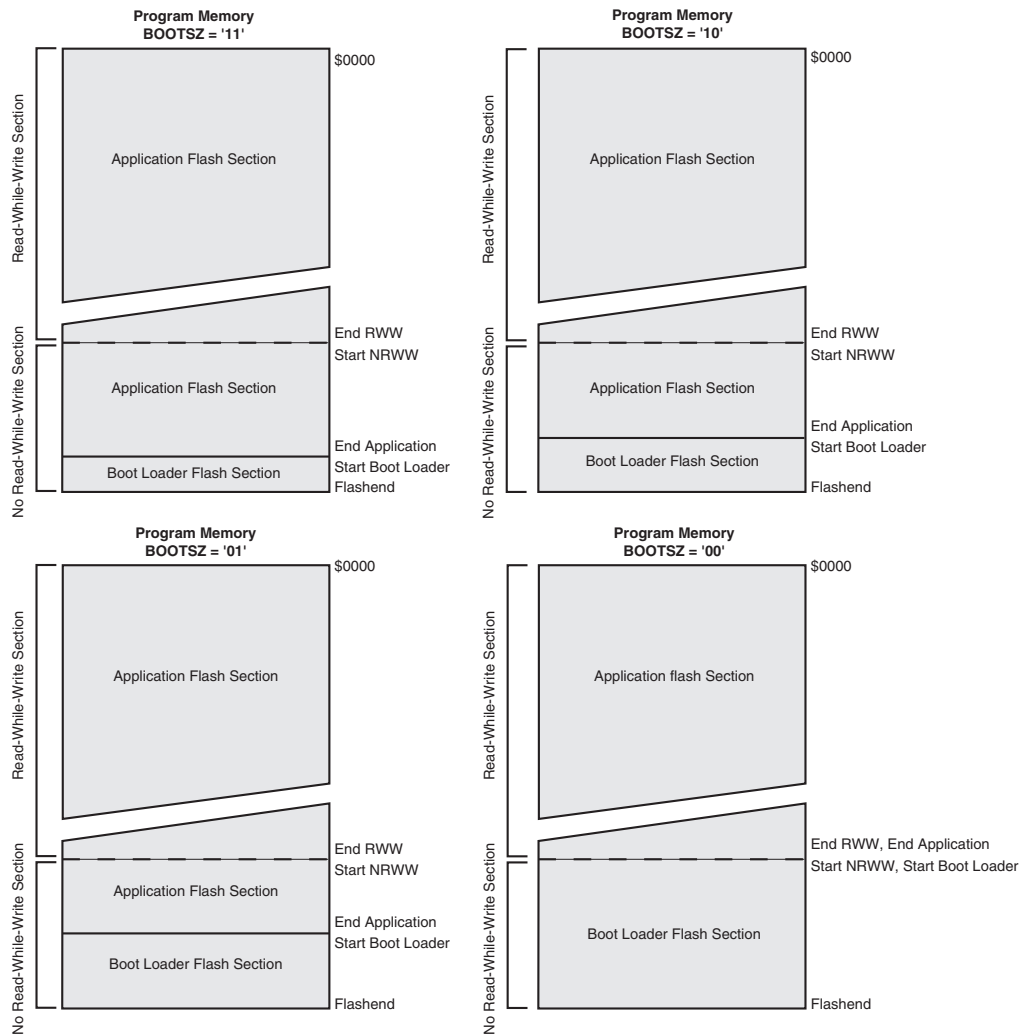 Program Memory
BOOTSZ = '11'
$0000
Read-While-Write Section
Application Flash Section
End RWW
Start NRWW
No Read-While-Write Section
Application Flash Section
End Application
Start Boot Loader
Boot Loader Flash Section
Flashend
Program Memory
BOOTSZ = '10'
$0000
Read-While-Write Section
Application Flash Section
End RWW
Start NRWW
No Read-While-Write Section
Application Flash Section
End Application
Start Boot Loader
Boot Loader Flash Section
Flashend
Program Memory
BOOTSZ = '01'
$0000
Read-While-Write Section
Application Flash Section
End RWW
Start NRWW
No Read-While-Write Section
Application Flash Section
End Application
Start Boot Loader
Boot Loader Flash Section
Flashend
Program Memory
BOOTSZ = '00'
$0000
Read-While-Write Section
Application flash Section
End RWW, End Application
Start NRWW, Start Boot Loader
No Read-While-Write Section
Boot Loader Flash Section
Flashend